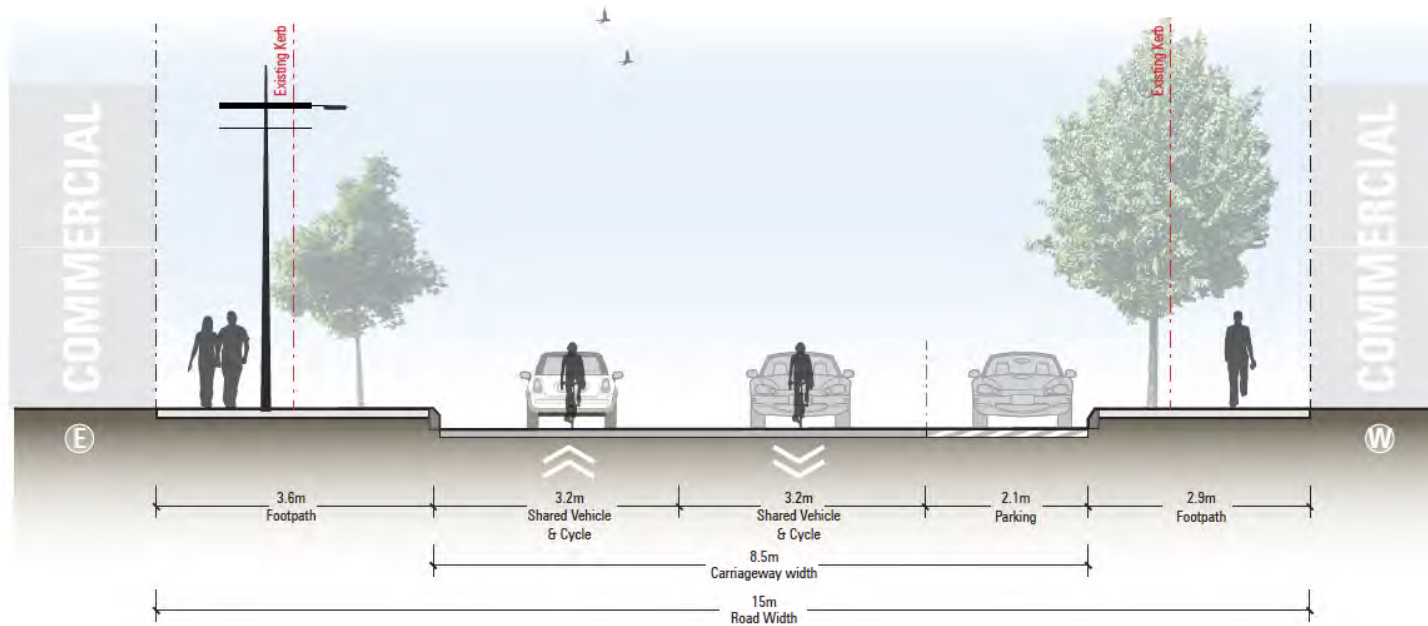 Existing Kerb
Existing Kerb
COMMERCIAL
COMMERCIAL
E
W
3.6m
Footpath
3.2m
Shared Vehicle
& Cycle
3.2m
Shared Vehicle
& Cycle
2.1m
Parking
2.9m
Footpath
8.5m
Carriageway width
15m
Road Width